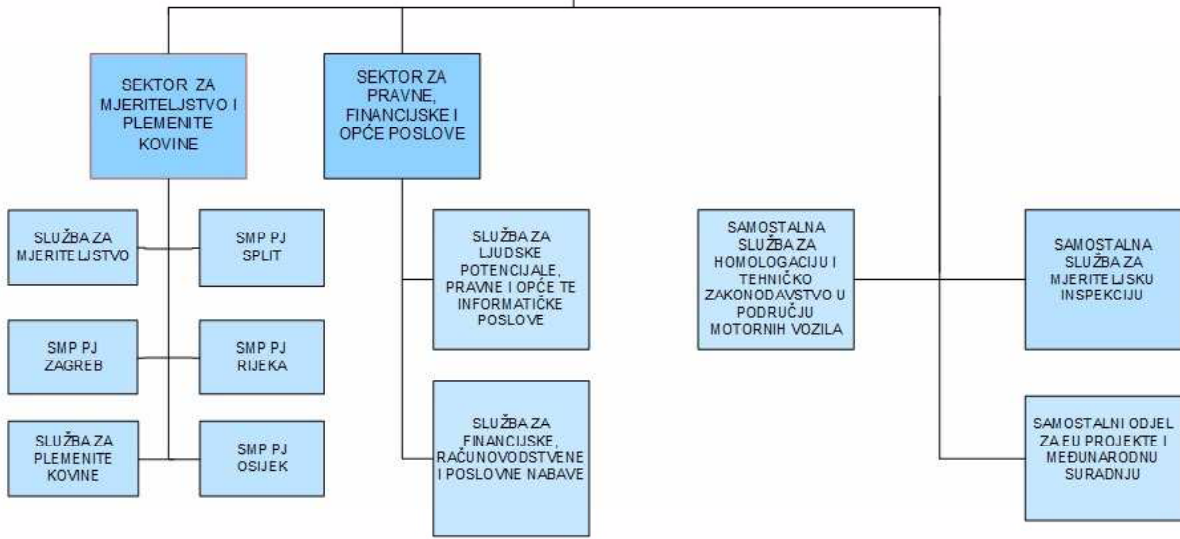 SEKTOR ZA
MJERITELJSTVO I
PLEMENITE
KOVINE
SEKTOR ZA
PRAVNE,
FINANCIJSKE I
OPĆE POSLOVE
SLUŽBA ZA
MJERITELJSTVO
SMP PJ
SPLIT
SMP PJ
ZAGREB
SMP PJ
RIJEKA
SLUŽBA ZA
PLEMENITE
KOVINE
SMP PJ
OSIJEK
SLUŽBA ZA
LJUDSKE
POTENCIJALE,
PRAVNE I OPĆE TE
INFORMATIČKE
POSLOVE
SLUŽBA ZA
FINANCIJSKE,
RAČUNOVODSTVENE
I POSLOVNE NABAVE
SAMOSTALNA
SLUŽBA ZA
HOMOLOGACIJU I
TEHNIČKO
ZAKONODAVSTVO U
PODRUČJU
MOTORNIH VOZILA
SAMOSTALNA
SLUŽBA ZA
MJERITELJSKU
INSPEKCIJU
SAMOSTALNI ODJEL
ZA EU PROJEKTE I
MEĐUNARODNU
SURADNJU